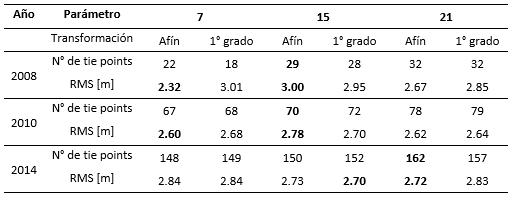 Año Parámetro 7 15 21
Transformación Afín 1° grado Afín 1° grado Afín 1° grado
2008 N° de tie points 22 18 29 28 32 32
RMS [m] 2.32 3.01 3.00 2.95 2.67 2.85
2010 N° de tie points 67 68 70 72 78 79
RMS [m] 2.60 2.68 2.78 2.70 2.62 2.64
2014 N° de tie points 148 149 150 152 162 157
RMS [m] 2.84 2.84 2.73 2.70 2.72 2.83